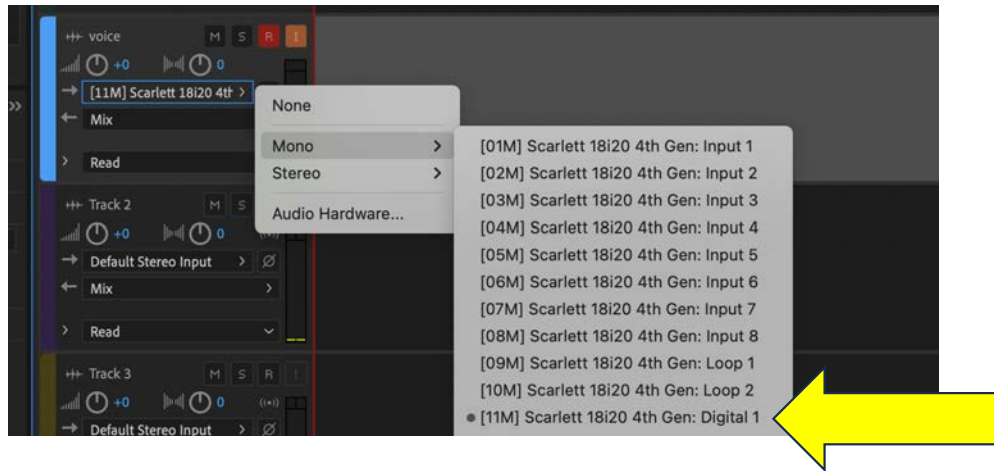 voice M S R I
+0 0
[11M] Scarlett 18i20 4th >
Mix
> Read
None
Mono >
Stereo >
Audio Hardware...
[01M] Scarlett 18i20 4th Gen: Input 1
[02M] Scarlett 18i20 4th Gen: Input 2
[03M] Scarlett 18i20 4th Gen: Input 3
[04M] Scarlett 18i20 4th Gen: Input 4
[05M] Scarlett 18i20 4th Gen: Input 5
[06M] Scarlett 18i20 4th Gen: Input 6
[07M] Scarlett 18i20 4th Gen: Input 7
[08M] Scarlett 18i20 4th Gen: Input 8
[09M] Scarlett 18i20 4th Gen: Loop 1
[10M] Scarlett 18i20 4th Gen: Loop 2
[11M] Scarlett 18i20 4th Gen: Digital 1
Track 2 M S
+0 0
Default Stereo Input > Ø
Mix >
> Read
Track 3 M S R I
+0 0
Default Stereo Input > Ø